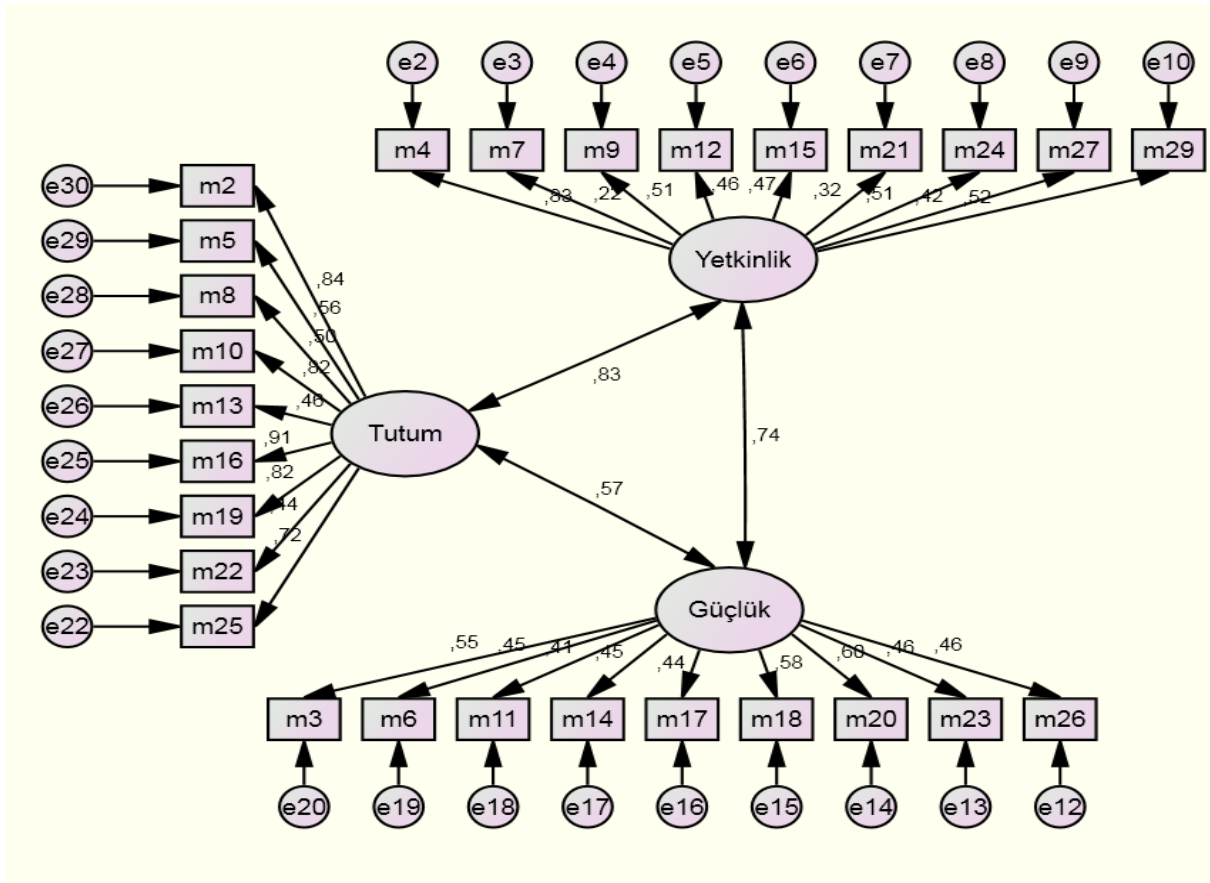 e2 e3 e4 e5 e6 e7 e8 e9 e10
m4 m7 m9 m12 m15 m21 m24 m27 m29
,83 ,22 ,51 ,46 ,47 ,32 ,51 ,42 ,52
Yetkinlik
e30 m2
e29 m5
e28 m8
e27 m10
e26 m13
e25 m16
e24 m19
e23 m22
e22 m25
,84
,56
,50
,82
,46
,91
,82
,44
,72
Tutum
,83
,74
,57
Güçlük
,55 ,45 ,41 ,45 ,44 ,58 ,60 ,46 ,46
m3 m6 m11 m14 m17 m18 m20 m23 m26
e20 e19 e18 e17 e16 e15 e14 e13 e12